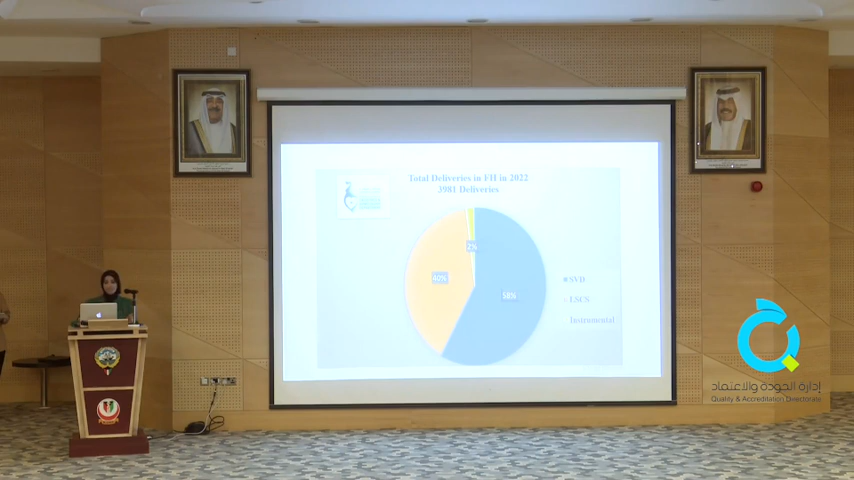 Total Deliveries in FH in 2022
3981 Deliveries
2%
40%
58%
SVD
LSCS
Instrumental
إدارة الجودة والاعتماد
Quality & Accreditation Directorate